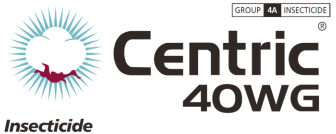 GROUP 4A INSECTICIDE
Centric®
40WG
Insecticide